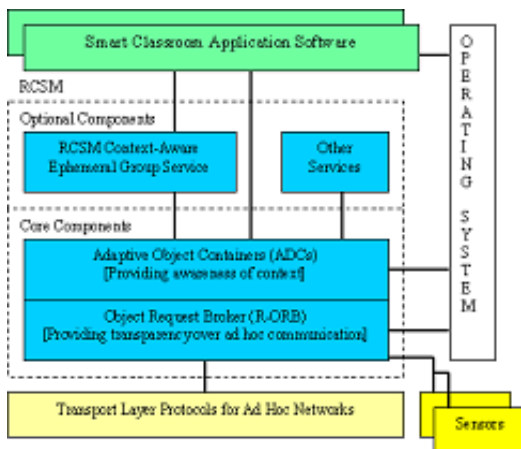 Smart Classroom Application Software
RCSM
Optional Components
RCSM Context-Aware
Ephemeral Group Service
Other
Services
Core Components
Adaptive Object Containers (ADCs)
[Providing awareness of context]
Object Request Broker (R-ORB)
[Providing transparencyover ad hoc communication]
Transport Layer Protocols for Ad Hoc Networks
Sensors
OPERATING SYSTEM